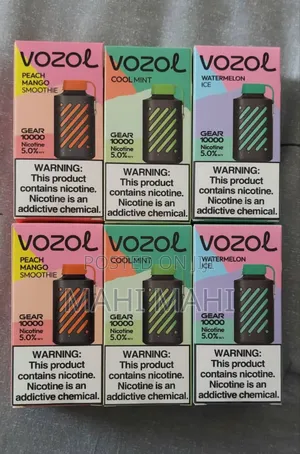 VOZOL
PEACH
MANGO
SMOOTHIE
GEAR
10000
Nicotine
5.0%
WARNING:
This product
contains nicotine.
Nicotine is an
addictive chemical.
VOZOL
COOL MINT
GEAR
10000
Nicotine
5.0%
WARNING:
This product
contains nicotine.
Nicotine is an
addictive chemical.
VOZOL
WATERMELON
ICE
GEAR
10000
Nicotine
5.0%
WARNING:
This product
contains nicotine.
Nicotine is an
addictive chemical.
POSTED ON
MAHI MAHI
VOZOL
PEACH
MANGO
SMOOTHIE
GEAR
10000
Nicotine
5.0%
WARNING:
This product
contains nicotine.
Nicotine is an
addictive chemical.
VOZOL
COOL MINT
GEAR
10000
Nicotine
5.0%
WARNING:
This product
contains nicotine.
Nicotine is an
addictive chemical.
VOZOL
WATERMELON
ICE
GEAR
10000
Nicotine
5.0%
WARNING:
This product
contains nicotine.
Nicotine is an
addictive chemical.